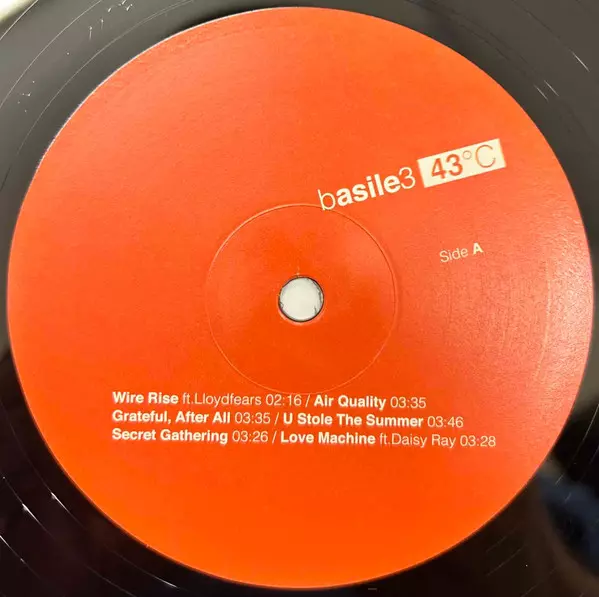 basile3 43°C
Side A
Wire Rise ft.Lloydfears 02:16 / Air Quality 03:35
Grateful, After All 03:35 / U Stole The Summer 03:46
Secret Gathering 03:26 / Love Machine ft.Daisy Ray 03:28